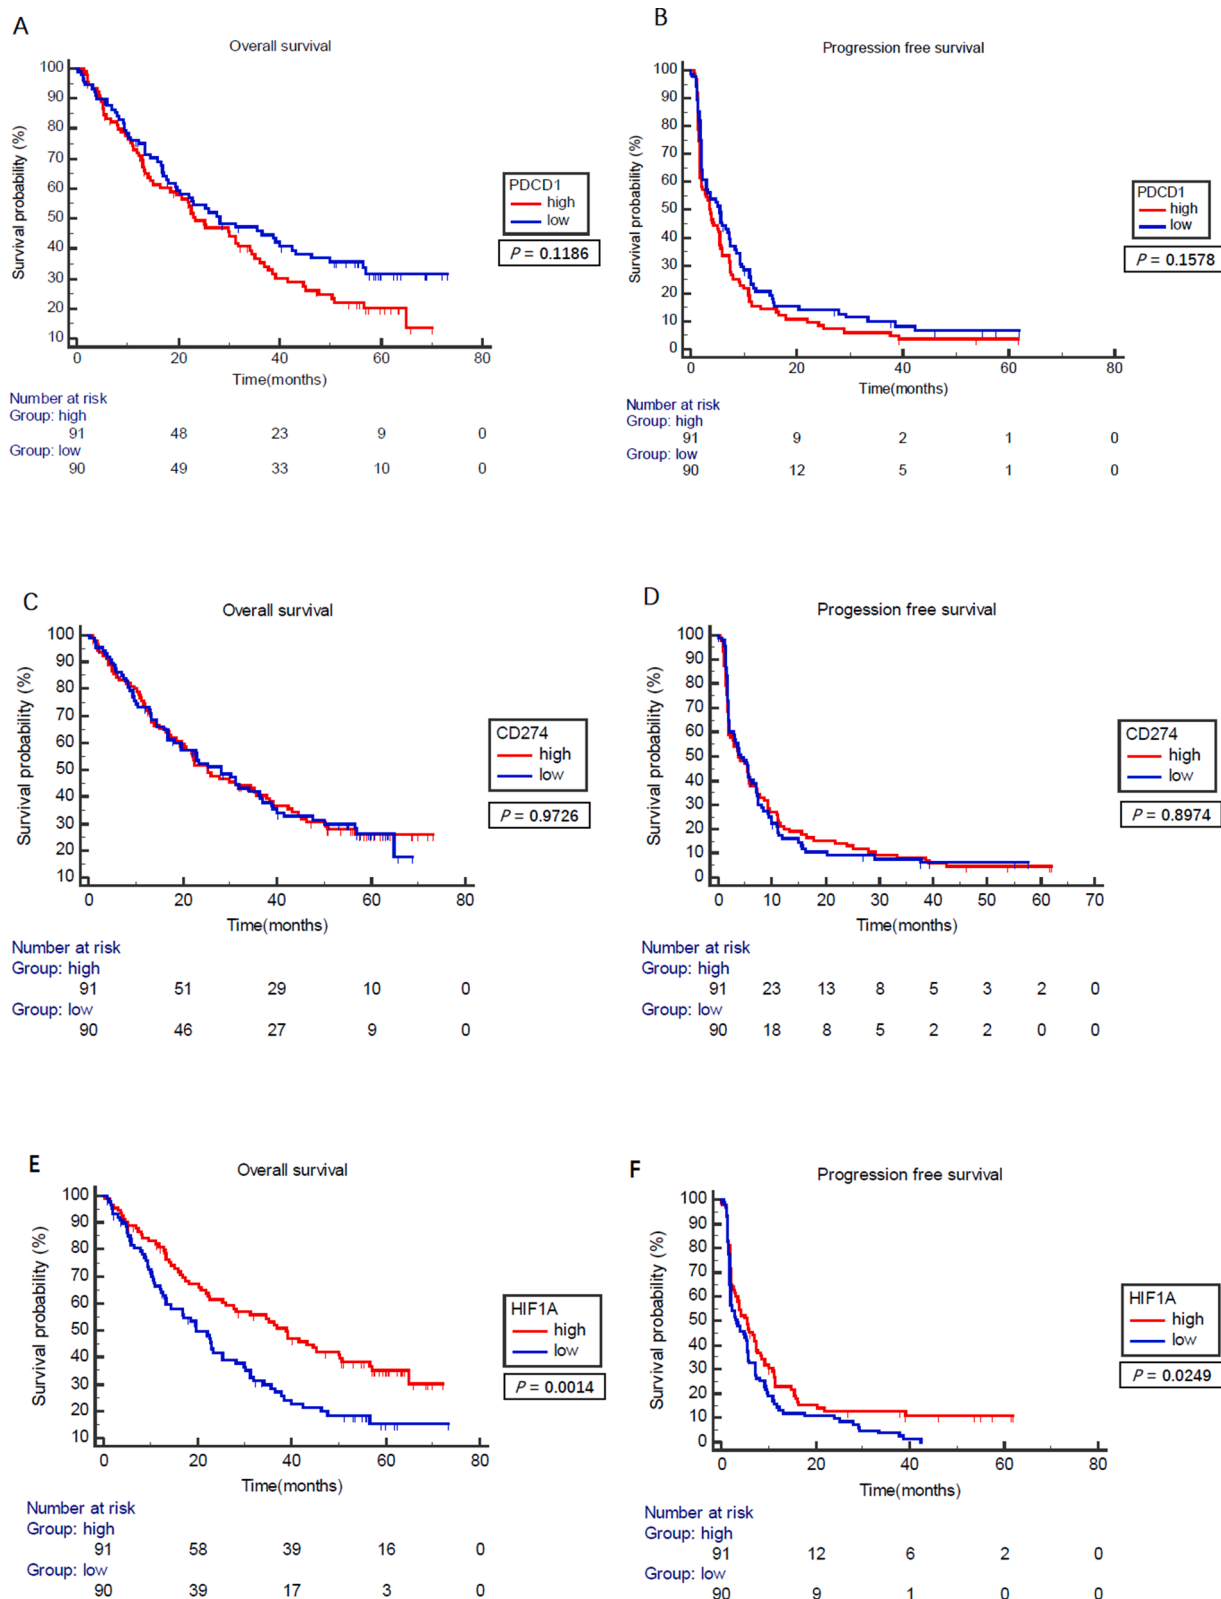 A
Overall survival
Survival probability (%)
100
90
80
70
60
50
40
30
20
10
0 20 40 60 80
Time(months)
PDCD1
high
low
P = 0.1186
Number at risk
Group: high
91 48 23 9 0
Group: low
90 49 33 10 0
B
Progression free survival
Survival probability (%)
100
90
80
70
60
50
40
30
20
10
0
0 20 40 60 80
Time(months)
PDCD1
high
low
P = 0.1578
Number at risk
Group: high
91 9 2 1 0
Group: low
90 12 5 1 0
C
Overall survival
Survival probability (%)
100
90
80
70
60
50
40
30
20
10
0 20 40 60 80
Time(months)
CD274
high
low
P = 0.9726
Number at risk
Group: high
91 51 29 10 0
Group: low
90 46 27 9 0
D
Progession free survival
Survival probability (%)
100
90
80
70
60
50
40
30
20
10
0
0 10 20 30 40 50 60 70
Time(months)
CD274
high
low
P = 0.8974
Number at risk
Group: high
91 23 13 8 5 3 2 0
Group: low
90 18 8 5 2 2 0 0
E
Overall survival
Survival probability (%)
100
90
80
70
60
50
40
30
20
10
0 20 40 60 80
Time(months)
HIF1A
high
low
P = 0.0014
Number at risk
Group: high
91 58 39 16 0
Group: low
90 39 17 3 0
F
Progression free survival
Survival probability (%)
100
90
80
70
60
50
40
30
20
10
0
0 20 40 60 80
Time(months)
HIF1A
high
low
P = 0.0249
Number at risk
Group: high
91 12 6 2 0
Group: low
90 9 1 0 0